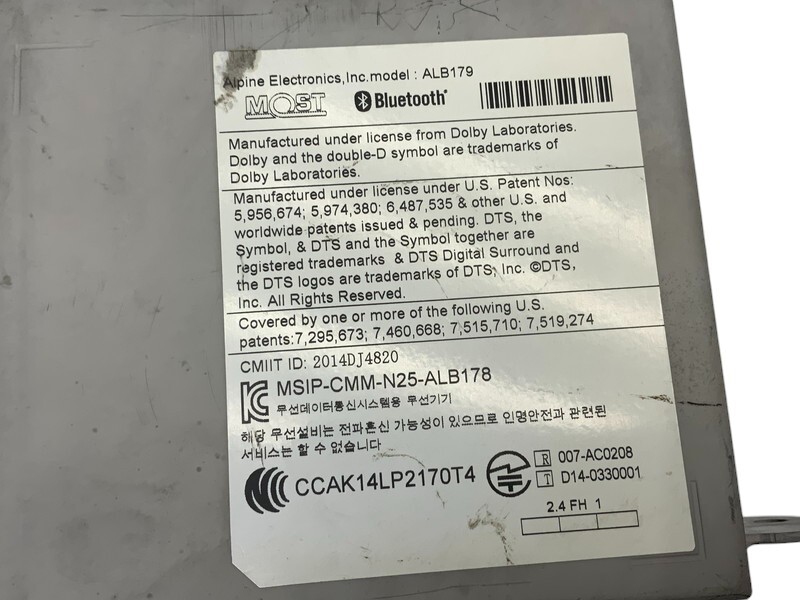 Alpine Electronics,Inc.model : ALB179
MOST Bluetooth®
Manufactured under license from Dolby Laboratories.
Dolby and the double-D symbol are trademarks of
Dolby Laboratories.
Manufactured under license under U.S. Patent Nos:
5,956,674; 5,974,380; 6,487,535 & other U.S. and
worldwide patents issued & pending. DTS, the
Symbol, & DTS and the Symbol together are
registered trademarks & DTS Digital Surround and
the DTS logos are trademarks of DTS, Inc. ©DTS,
Inc. All Rights Reserved.
Covered by one or more of the following U.S.
patents:7,295,673; 7,460,668; 7,515,710; 7,519,274
CMIIT ID: 2014DJ4820
MSIP-CMM-N25-ALB178
무선데이터통신시스템용 무선기기
해당 무선설비는 전파혼신 가능성이 있으므로 인명안전과 관련된
서비스는 할 수 없습니다
CCAK14LP2170T4
R 007-AC0208
T D14-0330001
2.4 FH 1